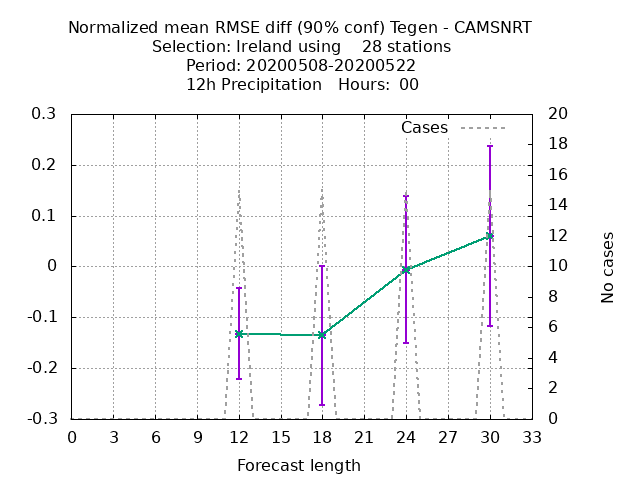 Normalized mean RMSE diff (90% conf) Tegen - CAMSNRT
Selection: Ireland using    28 stations
Period: 20200508-20200522
12h Precipitation   Hours: 00
Cases
0.3
0.2
0.1
0
-0.1
-0.2
-0.3
20
18
16
14
12
10
8
6
4
2
0
No cases
0 3 6 9 12 15 18 21 24 27 30 33
Forecast length